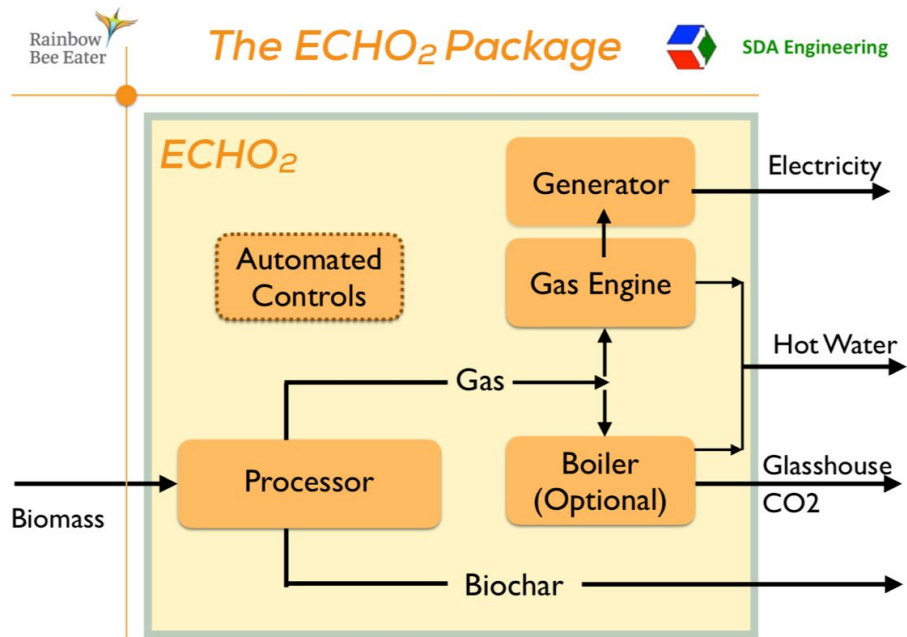 Rainbow
Bee Eater
The ECHO₂ Package
SDA Engineering
ECHO₂
Generator
Electricity
Automated
Controls
Gas Engine
Hot Water
Gas
Processor
Boiler
(Optional)
Glasshouse
CO2
Biomass
Biochar